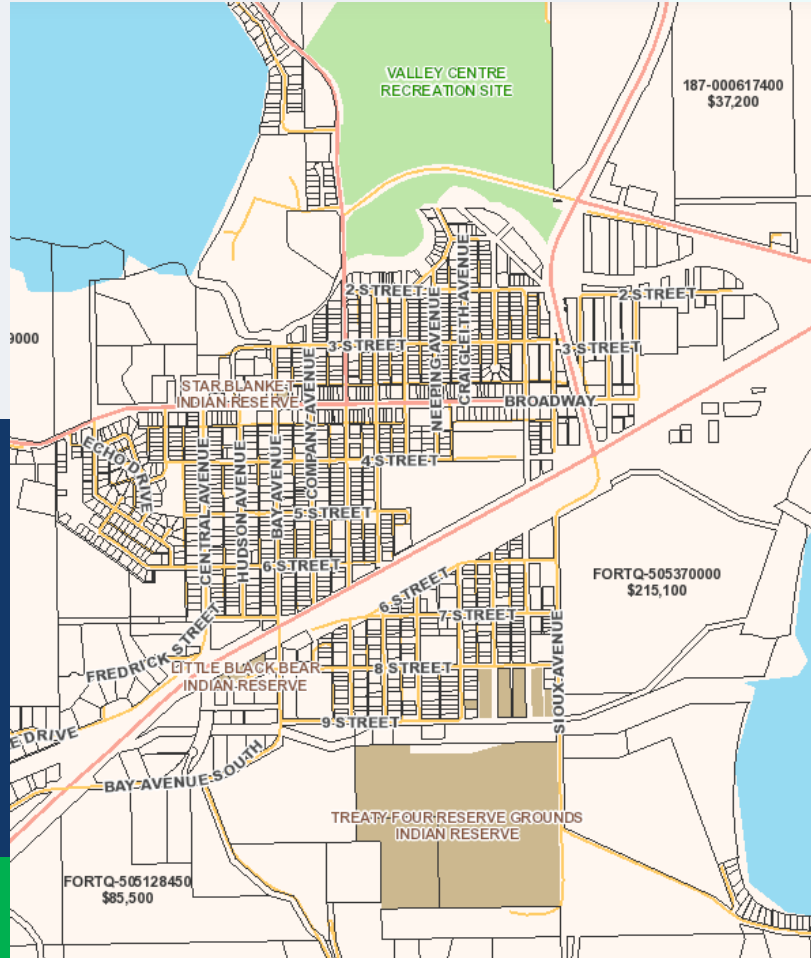 VALLEY CENTRE
RECREATION SITE
187-000617400
$37,200
2 STREET
2 STREET
9000
3 STREET
3 STREET
NEEPING AVENUE
CRAIGLEITH AVENUE
STAR BLANKET
INDIAN RESERVE
COMPANY AVENUE
BROADWAY
ECHO DRIVE
CENTRAL AVENUE
HUDSON AVENUE
BAY AVENUE
4 STREET
5 STREET
6 STREET
6 STREET
FORTQ-505370000
$215,100
7 STREET
FREDRICK STREET
LITTLE BLACK BEAR
INDIAN RESERVE
8 STREET
SIOUX AVENUE
9 STREET
E DRIVE
BAY AVENUE SOUTH
TREATY FOUR RESERVE GROUNDS
INDIAN RESERVE
FORTQ-505128450
$85,500